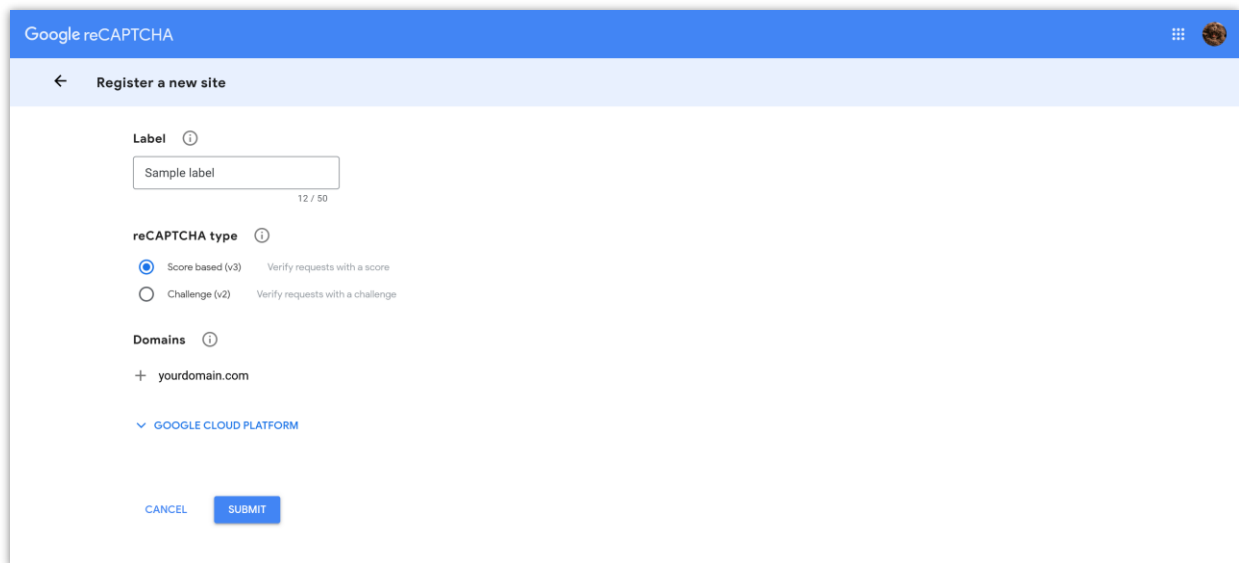 Google reCAPTCHA
Register a new site
Label
Sample label
12 / 50
reCAPTCHA type
Score based (v3) Verify requests with a score
Challenge (v2) Verify requests with a challenge
Domains
yourdomain.com
GOOGLE CLOUD PLATFORM
CANCEL SUBMIT